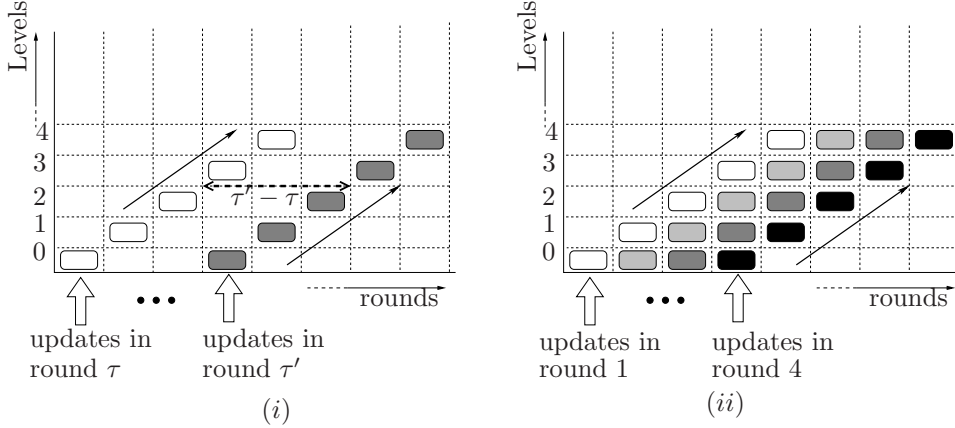 Levels
4
3
2
1
0
τ′ − τ
rounds
updates in
round τ
updates in
round τ′
(i)
Levels
4
3
2
1
0
rounds
updates in
round 1
updates in
round 4
(ii)